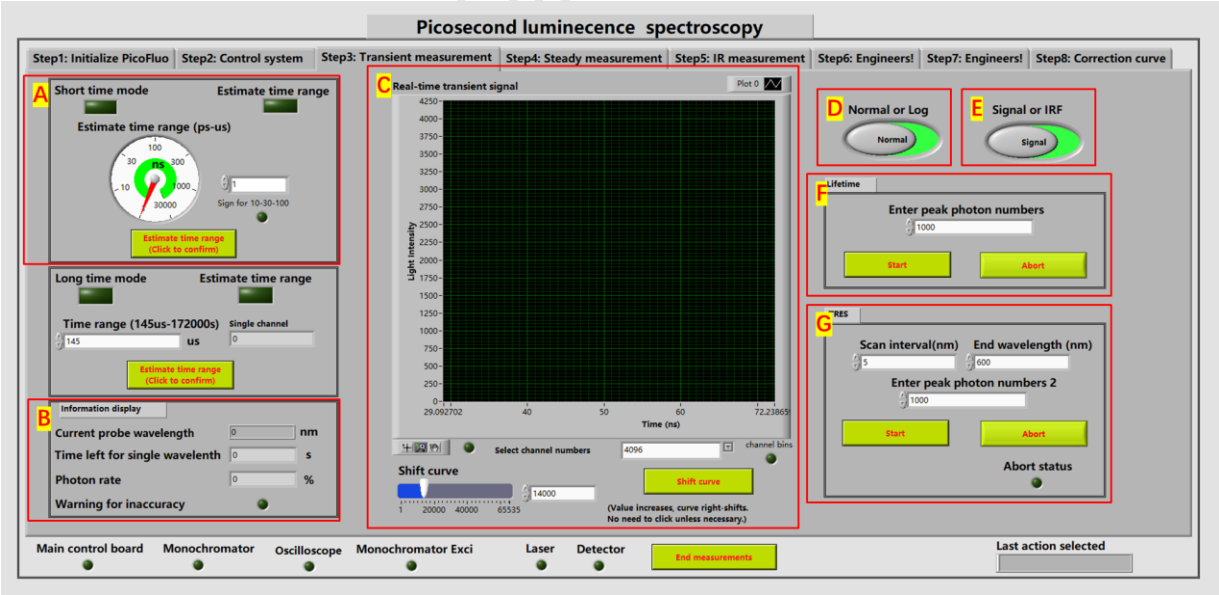 Picosecond luminecence spectroscopy
Step1: Initialize PicoFluo Step2: Control system Step3: Transient measurement Step4: Steady measurement Step5: IR measurement Step6: Engineers! Step7: Engineers! Step8: Correction curve
A
Short time mode Estimate time range
Estimate time range (ps-us)
100
30 ns 300
10 1000
30000
1
Sign for 10-30-100
Estimate time range
(Click to confirm)
Long time mode Estimate time range
Time range (145us-172000s) Single channel
145 us 0
Estimate time range
(Click to confirm)
B
Information display
Current probe wavelength 0 nm
Time left for single wavelenth 0 s
Photon rate 0 %
Warning for inaccuracy
C
Real-time transient signal Plot 0
Light Intensity
4250
4000
3750
3500
3250
3000
2750
2500
2250
2000
1750
1500
1250
1000
750
500
250
0
29.092702 40 50 60 72.238659
Time (ns)
Select channel numbers 4096 channel bins
Shift curve
1 20000 40000 65535
14000
Shift curve
(Value increases, curve right-shifts.
No need to click unless necessary.)
D
Normal or Log
Normal
E
Signal or IRF
Signal
F
Lifetime
Enter peak photon numbers
1000
Start Abort
G
Scan interval(nm) End wavelength (nm)
5 600
Enter peak photon numbers 2
1000
Start Abort
Abort status
Main control board Monochromator Oscilloscope Monochromator Exci Laser Detector End measurements
Last action selected